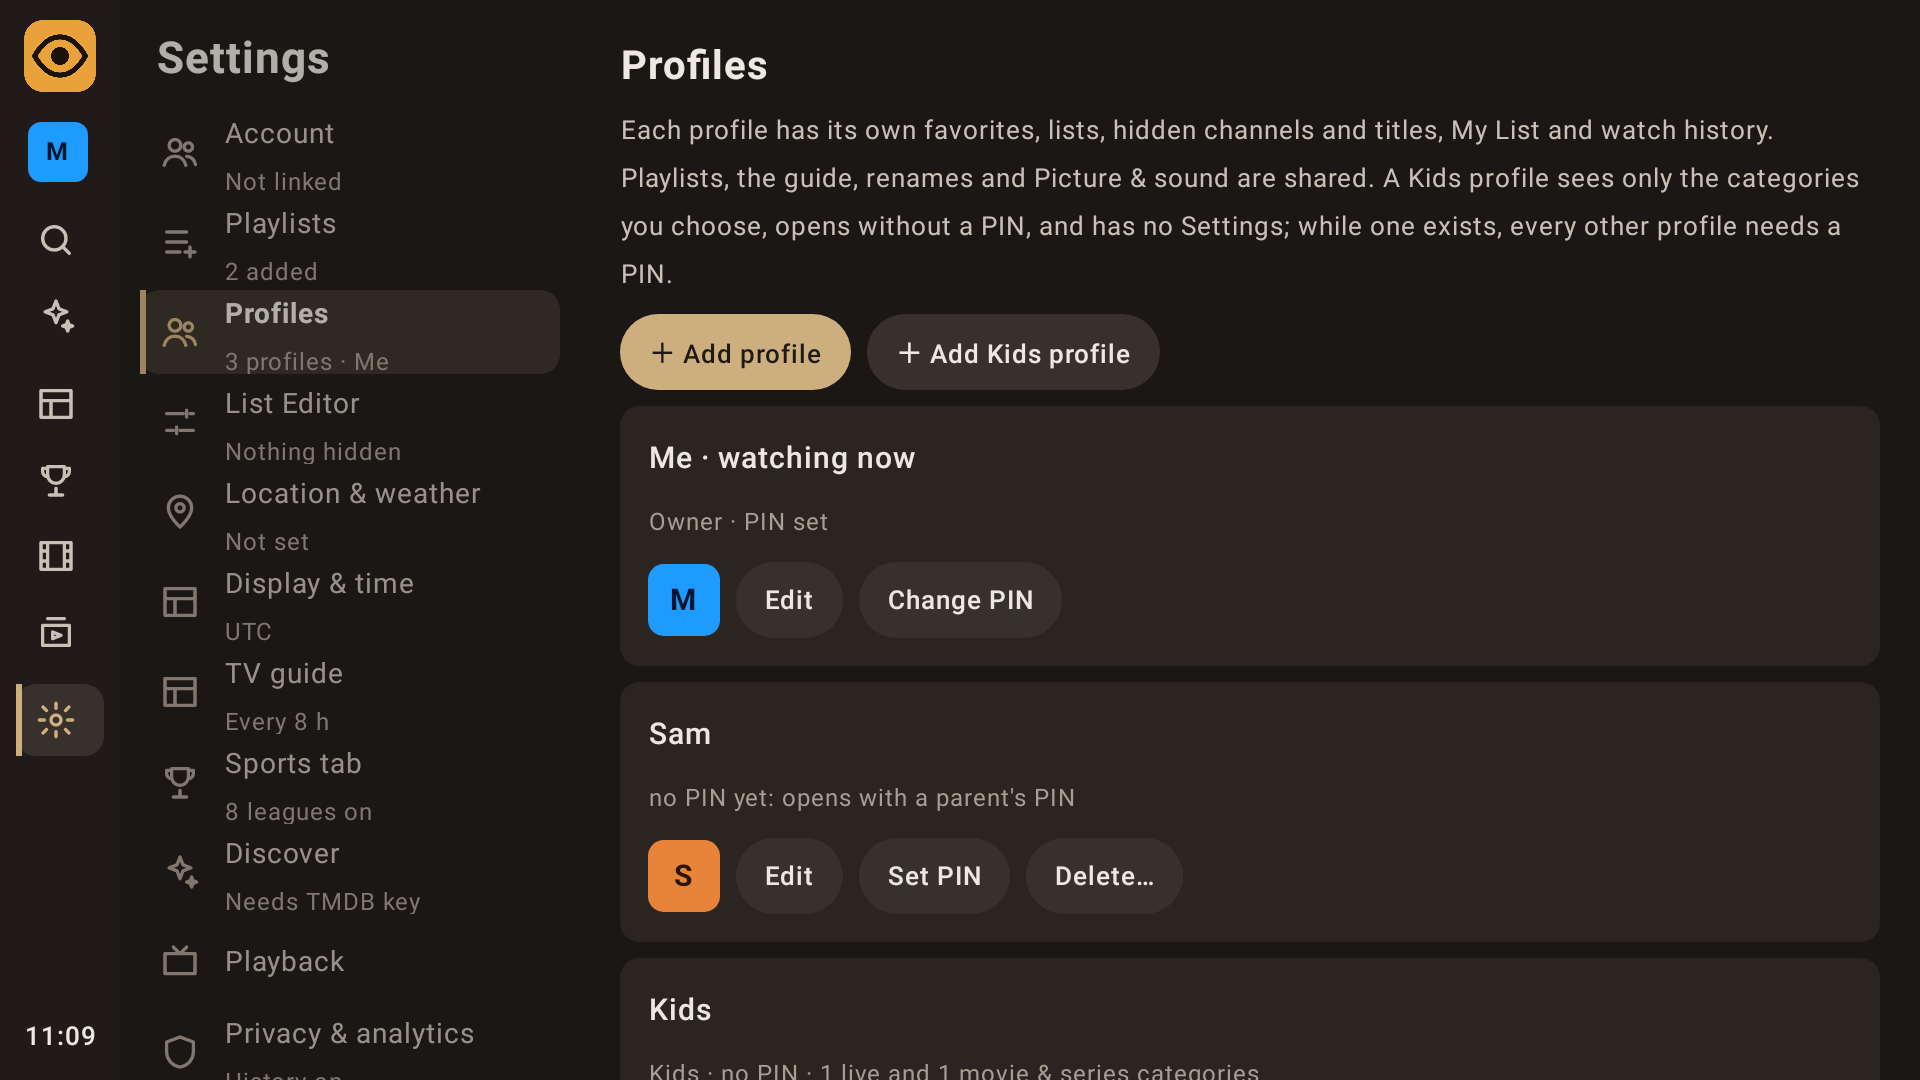 Settings
M
Account
Not linked
Playlists
2 added
Profiles
3 profiles · Me
List Editor
Nothing hidden
Location & weather
Not set
Display & time
UTC
TV guide
Every 8 h
Sports tab
8 leagues on
Discover
Needs TMDB key
Playback
Privacy & analytics
History on
11:09
Profiles
Each profile has its own favorites, lists, hidden channels and titles, My List and watch history.
Playlists, the guide, renames and Picture & sound are shared. A Kids profile sees only the categories
you choose, opens without a PIN, and has no Settings; while one exists, every other profile needs a
PIN.
+ Add profile
+ Add Kids profile
Me · watching now
Owner · PIN set
M
Edit
Change PIN
Sam
no PIN yet: opens with a parent's PIN
S
Edit
Set PIN
Delete…
Kids
Kids · no PIN · 1 live and 1 movie & series categories